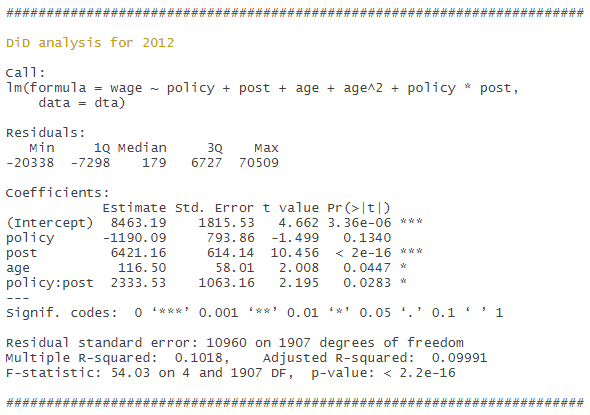 ########################################################################
DiD analysis for 2012
Call:
lm(formula = wage ~ policy + post + age + age^2 + policy * post,
    data = dta)
Residuals:
   Min     1Q Median     3Q    Max
-20338  -7298    179   6727  70509
Coefficients:
            Estimate Std. Error t value Pr(>|t|)
(Intercept)  8463.19    1815.53   4.662 3.36e-06 ***
policy      -1190.09     793.86  -1.499   0.1340
post         6421.16     614.14  10.456  < 2e-16 ***
age           116.50      58.01   2.008   0.0447 *
policy:post  2333.53    1063.16   2.195   0.0283 *
---
Signif. codes:  0 ‘***’ 0.001 ‘**’ 0.01 ‘*’ 0.05 ‘.’ 0.1 ‘ ’ 1
Residual standard error: 10960 on 1907 degrees of freedom
Multiple R-squared:  0.1018,    Adjusted R-squared:  0.09991
F-statistic: 54.03 on 4 and 1907 DF,  p-value: < 2.2e-16
########################################################################